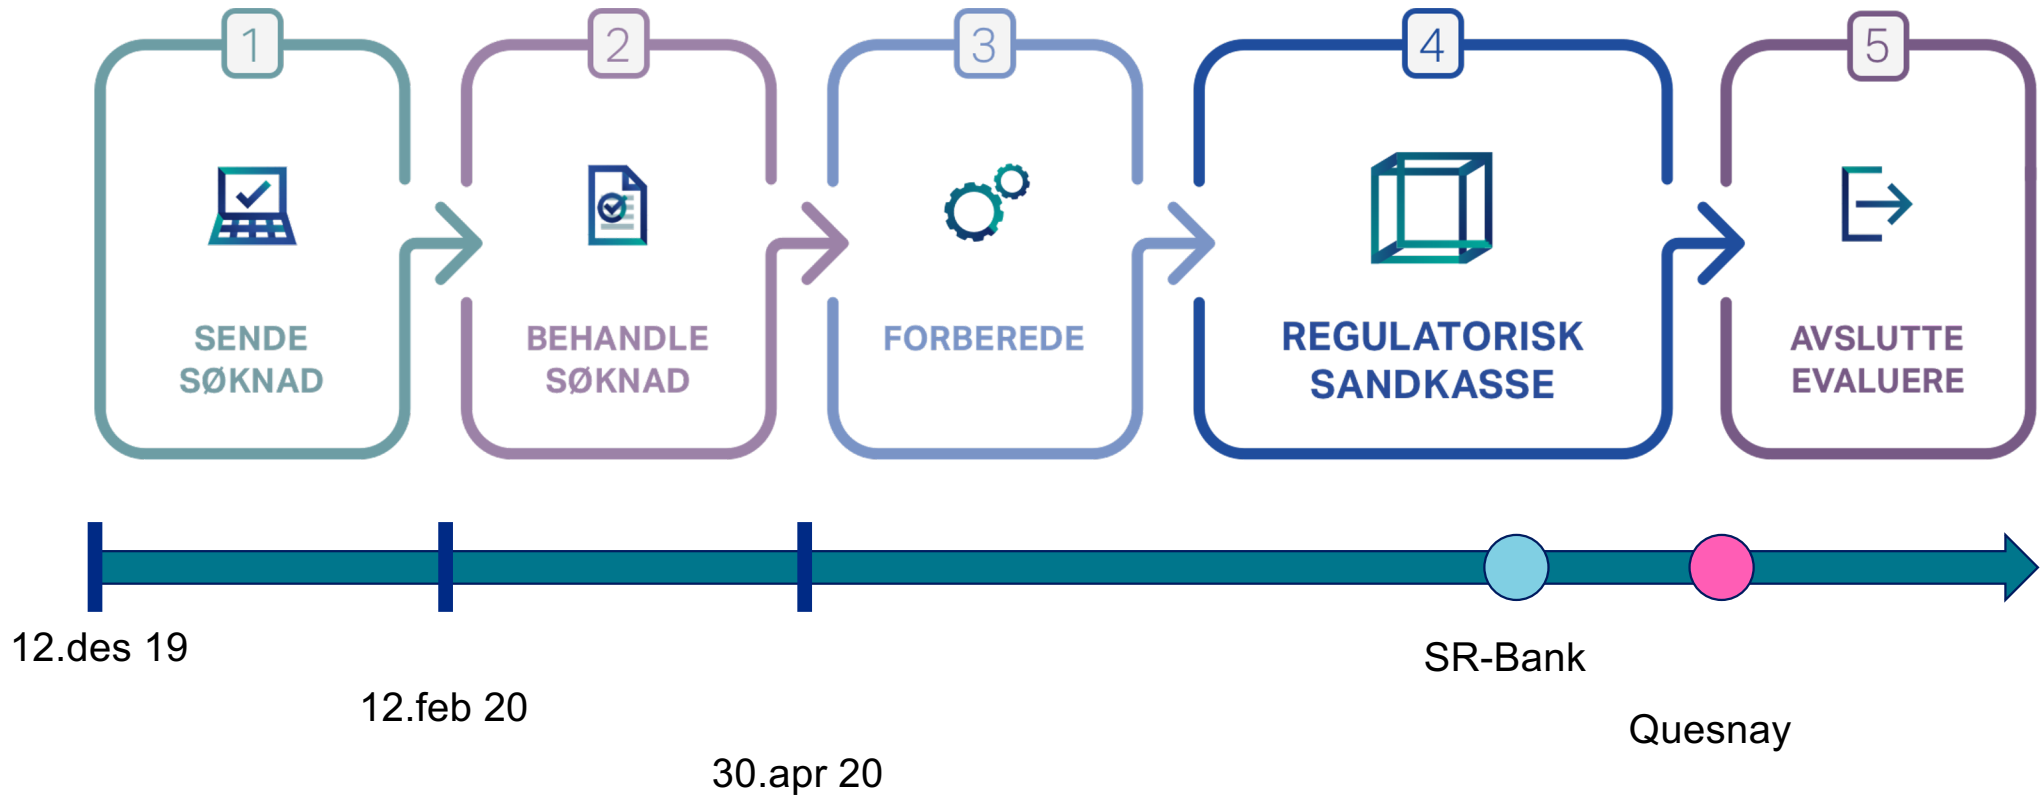 1
SENDE
SØKNAD
2
BEHANDLE
SØKNAD
3
FORBEREDE
4
REGULATORISK
SANDKASSE
5
AVSLUTTE
EVALUERE
12.des 19
12.feb 20
30.apr 20
SR-Bank
Quesnay